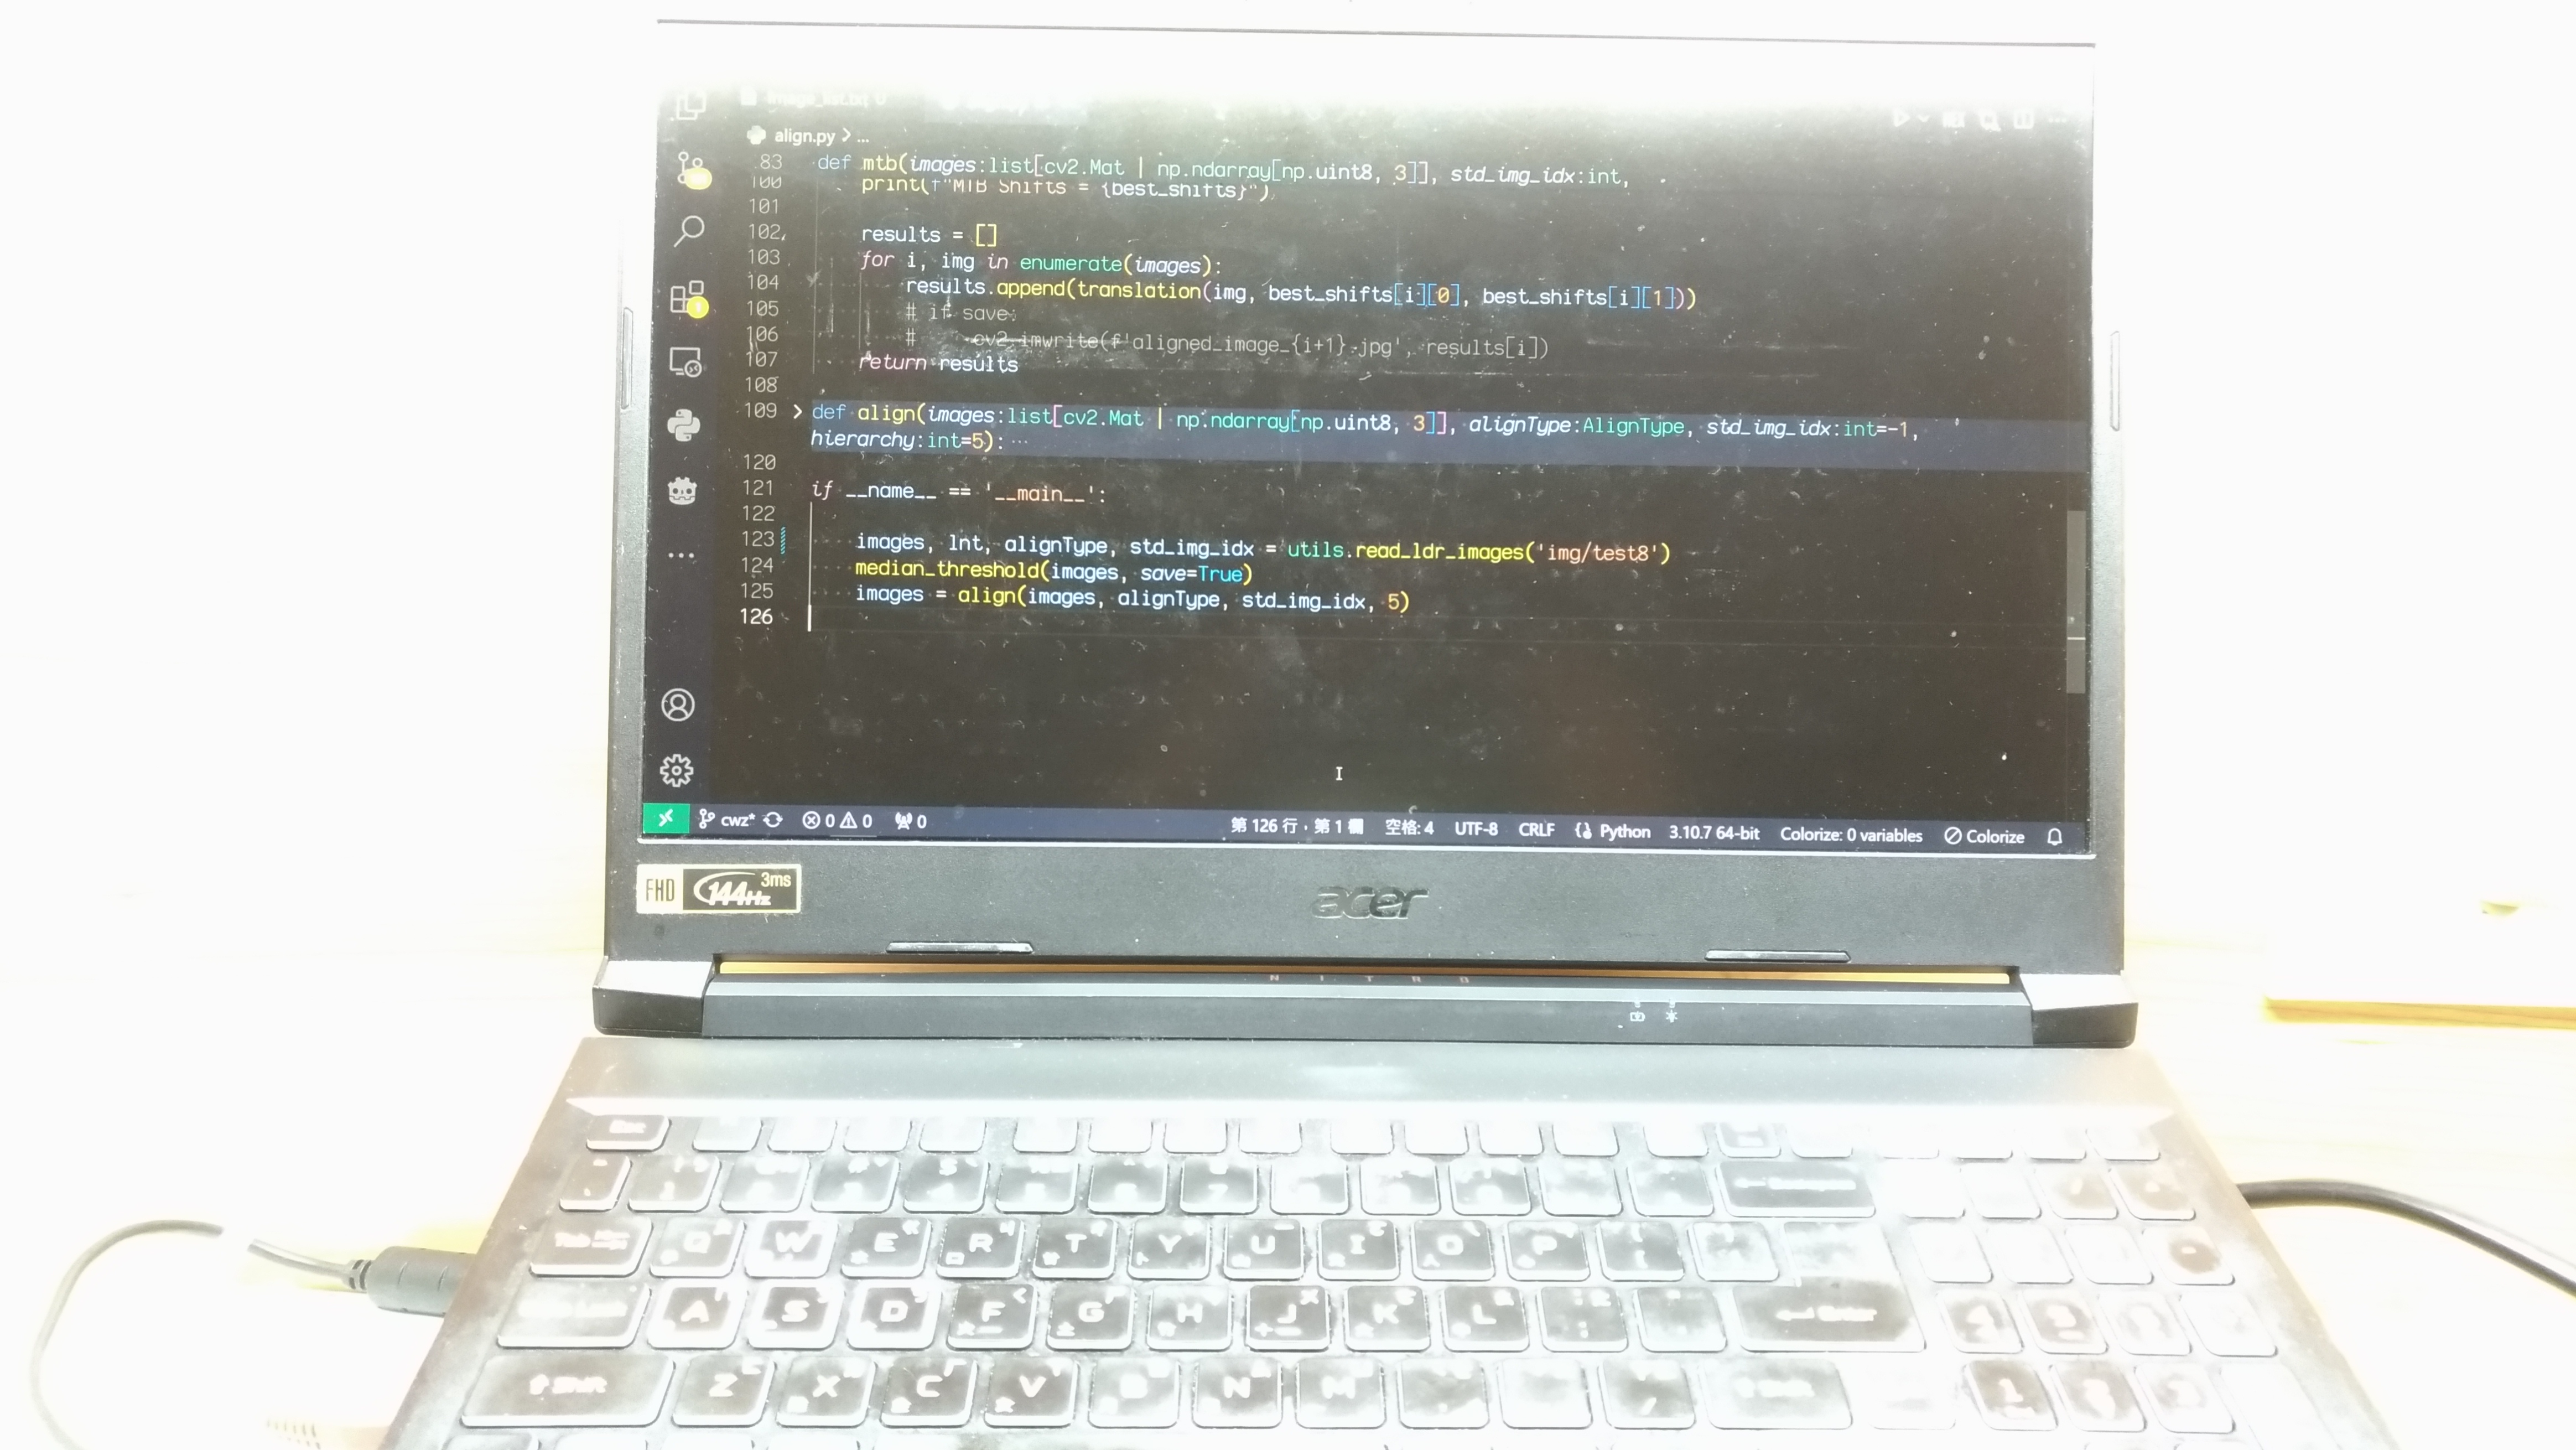 align.py > ...
83 def mtb(images:list[cv2.Mat | np.ndarray[np.uint8, 3]], std_img_idx:int,
100 print(f"MTB Shifts = {best_shifts}")
101
102 results = []
103 for i, img in enumerate(images):
104 results.append(translation(img, best_shifts[i][0], best_shifts[i][1]))
105 # if save:
106 # cv2.imwrite(f'aligned_image_{i+1}.jpg', results[i])
107 return results
108
109 def align(images:list[cv2.Mat | np.ndarray[np.uint8, 3]], alignType:AlignType, std_img_idx:int=-1,
hierarchy:int=5): ...
120
121 if __name__ == '__main__':
122
123 images, lnt, alignType, std_img_idx = utils.read_ldr_images('img/test8')
124 median_threshold(images, save=True)
125 images = align(images, alignType, std_img_idx, 5)
126
cwz* 0 0 0 第 126 行，第 1 欄 空格: 4 UTF-8 CRLF Python 3.10.7 64-bit Colorize: 0 variables Colorize
FHD 144Hz 3ms
acer
NITRO
Q W E R T Y U I O P
A S D F G H J K L Enter
Shift Z X C V B N M